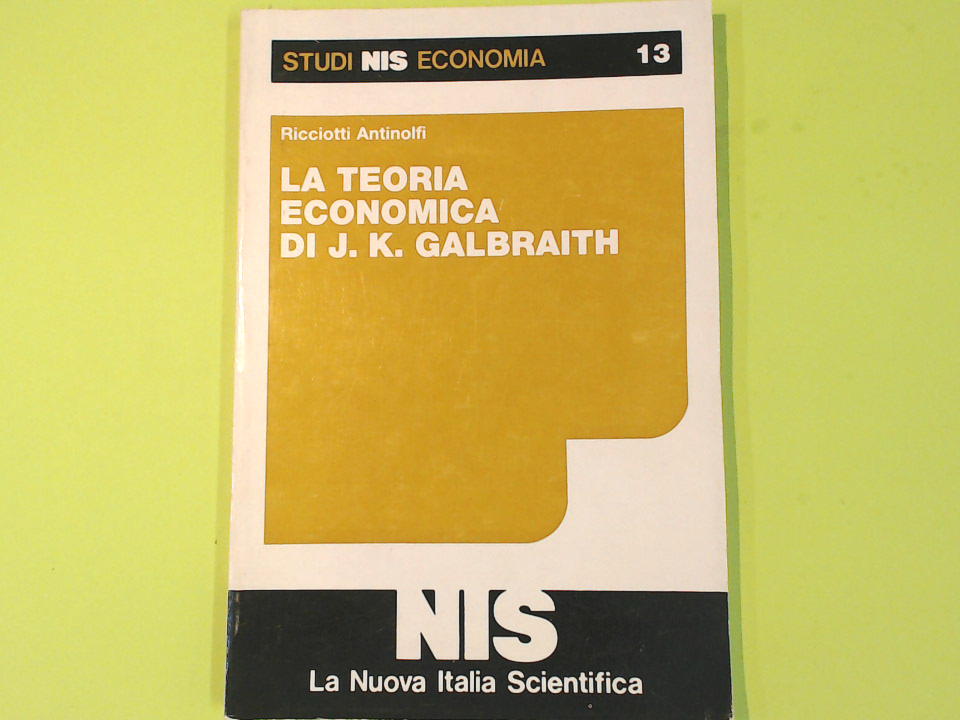 STUDI NIS ECONOMIA 13
Ricciotti Antinolfi
LA TEORIA
ECONOMICA
DI J. K. GALBRAITH
NIS
La Nuova Italia Scientifica